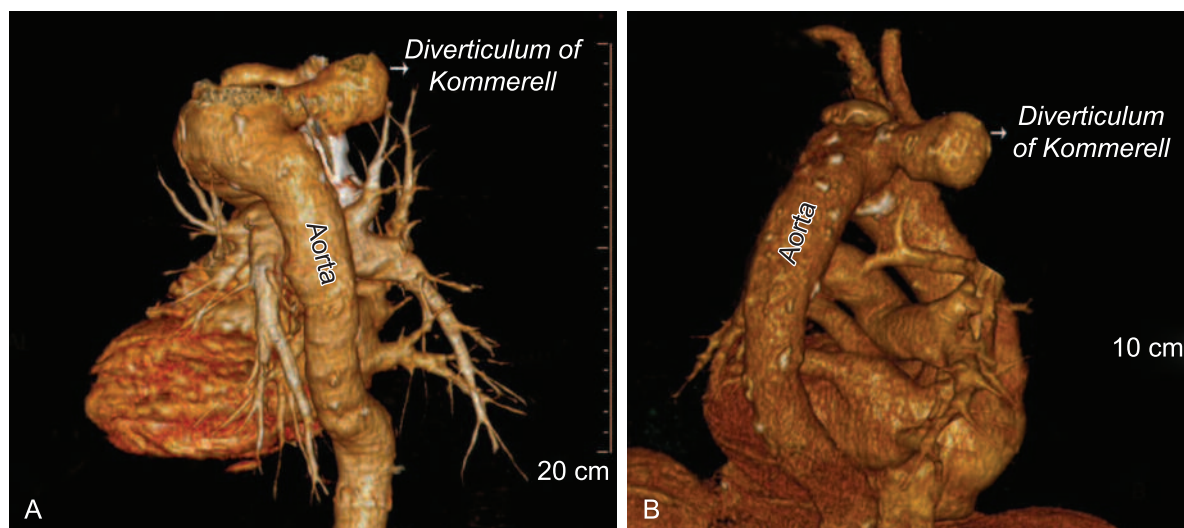 Diverticulum of
Kommerell
Aorta
20 cm
A
Diverticulum
of Kommerell
Aorta
10 cm
B